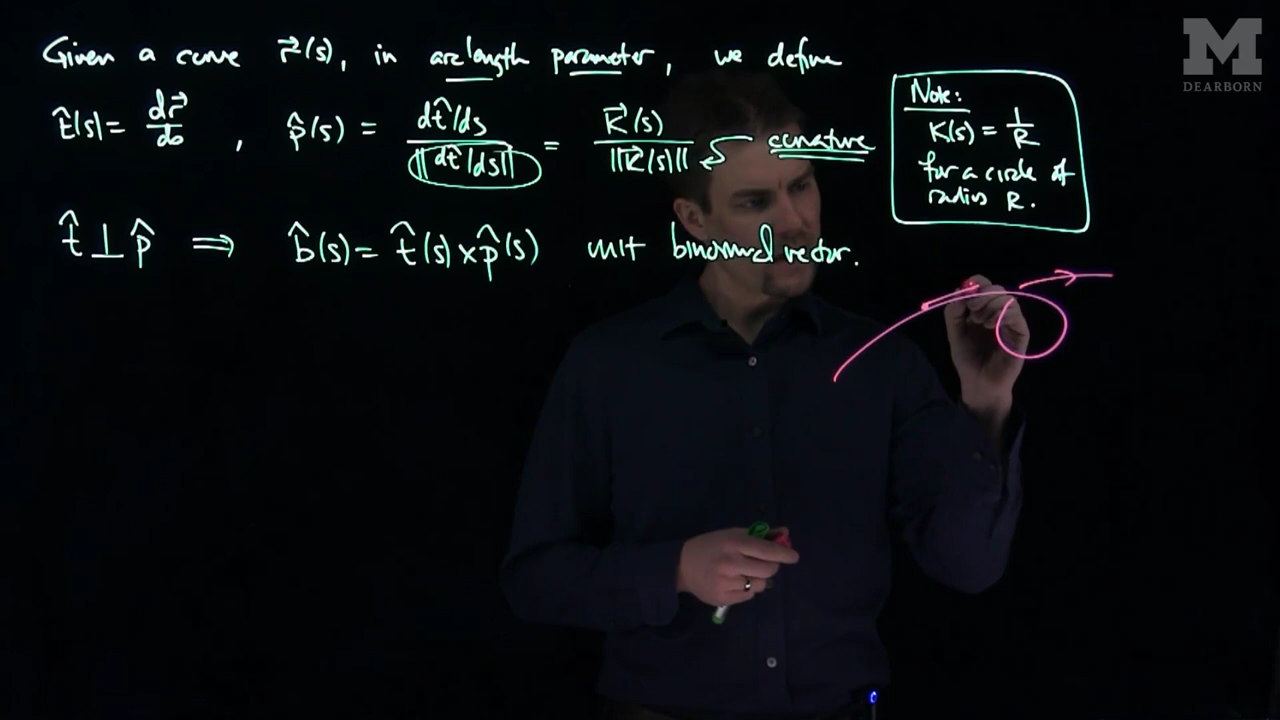 Given a curve r⃗(s), in arclength parameter, we define
t̂(s) = dr⃗/ds , p̂(s) = (dt̂/ds)/(||dt̂/ds||) = K⃗(s)/||K⃗(s)|| curvature
t̂ ⊥ p̂ ⟹ b̂(s) = t̂(s) × p̂(s) unit binormal vector.
Note:
K(s) = 1/R
for a circle of
radius R.
M
DEARBORN